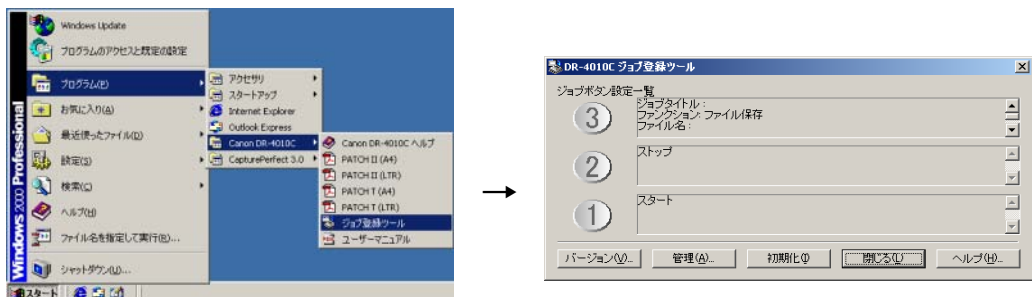 Windows Update
プログラムのアクセスと既定の設定
プログラム(P)
お気に入り(A)
最近使ったファイル(D)
設定(S)
検索(C)
ヘルプ(H)
ファイル名を指定して実行(R)...
シャットダウン(U)...
Windows 2000 Professional
スタート
アクセサリ
スタートアップ
Internet Explorer
Outlook Express
Canon DR-4010C
CapturePerfect 3.0
Canon DR-4010C ヘルプ
PATCH II (A4)
PATCH II (LTR)
PATCH T (A4)
PATCH T (LTR)
ジョブ登録ツール
ユーザーマニュアル
→
DR-4010C ジョブ登録ツール
ジョブボタン設定一覧
3
ジョブタイトル :
ファンクション: ファイル保存
ファイル名 :
2
ストップ
1
スタート
バージョン(V)...
管理(A)...
初期化(I)
閉じる(L)
ヘルプ(H)...